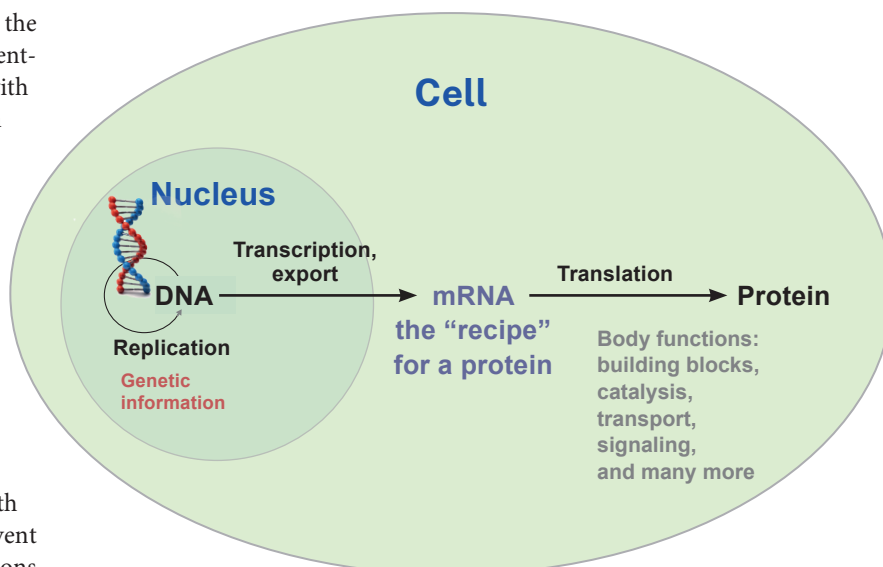 the
ent-
ith
Cell
Nucleus
Transcription,
export
DNA
mRNA
the “recipe”
for a protein
Translation
Protein
Replication
Genetic
information
Body functions:
building blocks,
catalysis,
transport,
signaling,
and many more
th
vent
ons